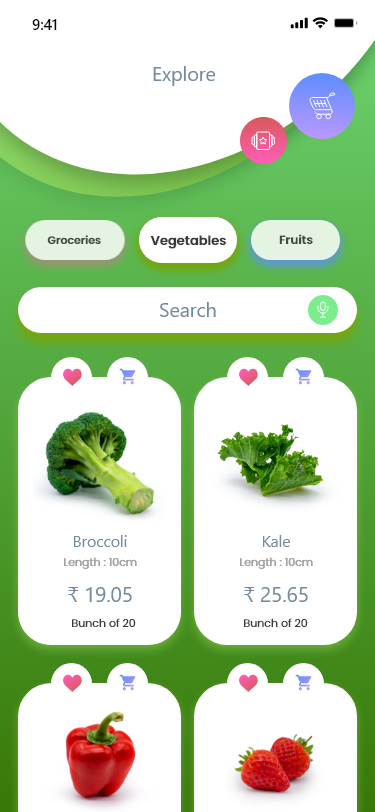 9:41
Explore
Groceries
Vegetables
Fruits
Search
Broccoli
Length : 10cm
₹ 19.05
Bunch of 20
Kale
Length : 10cm
₹ 25.65
Bunch of 20